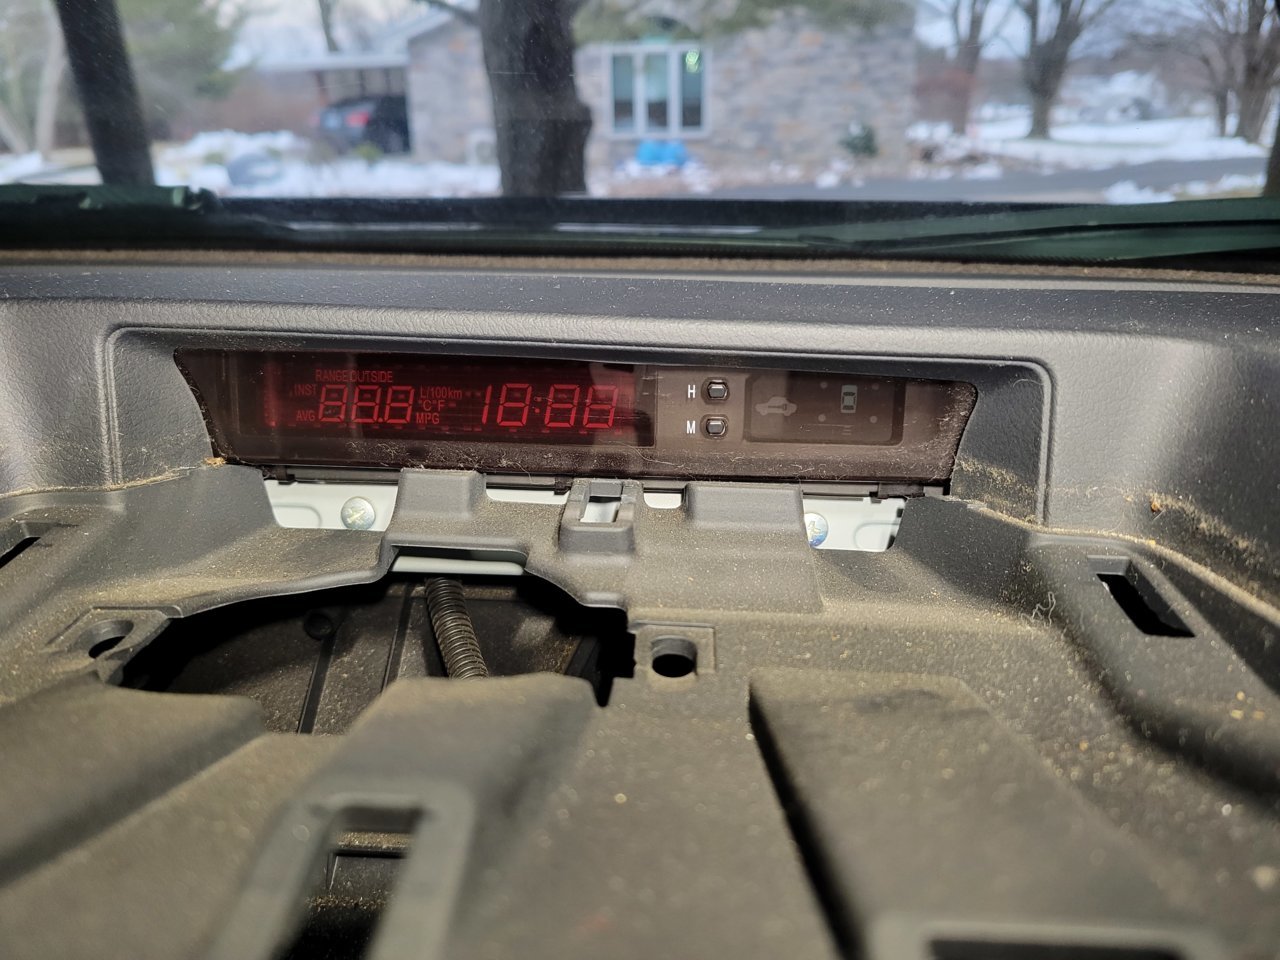 RANGE OUTSIDE
INST 88.8 L/100km 18:88 H
°C°F
AVG MPG M